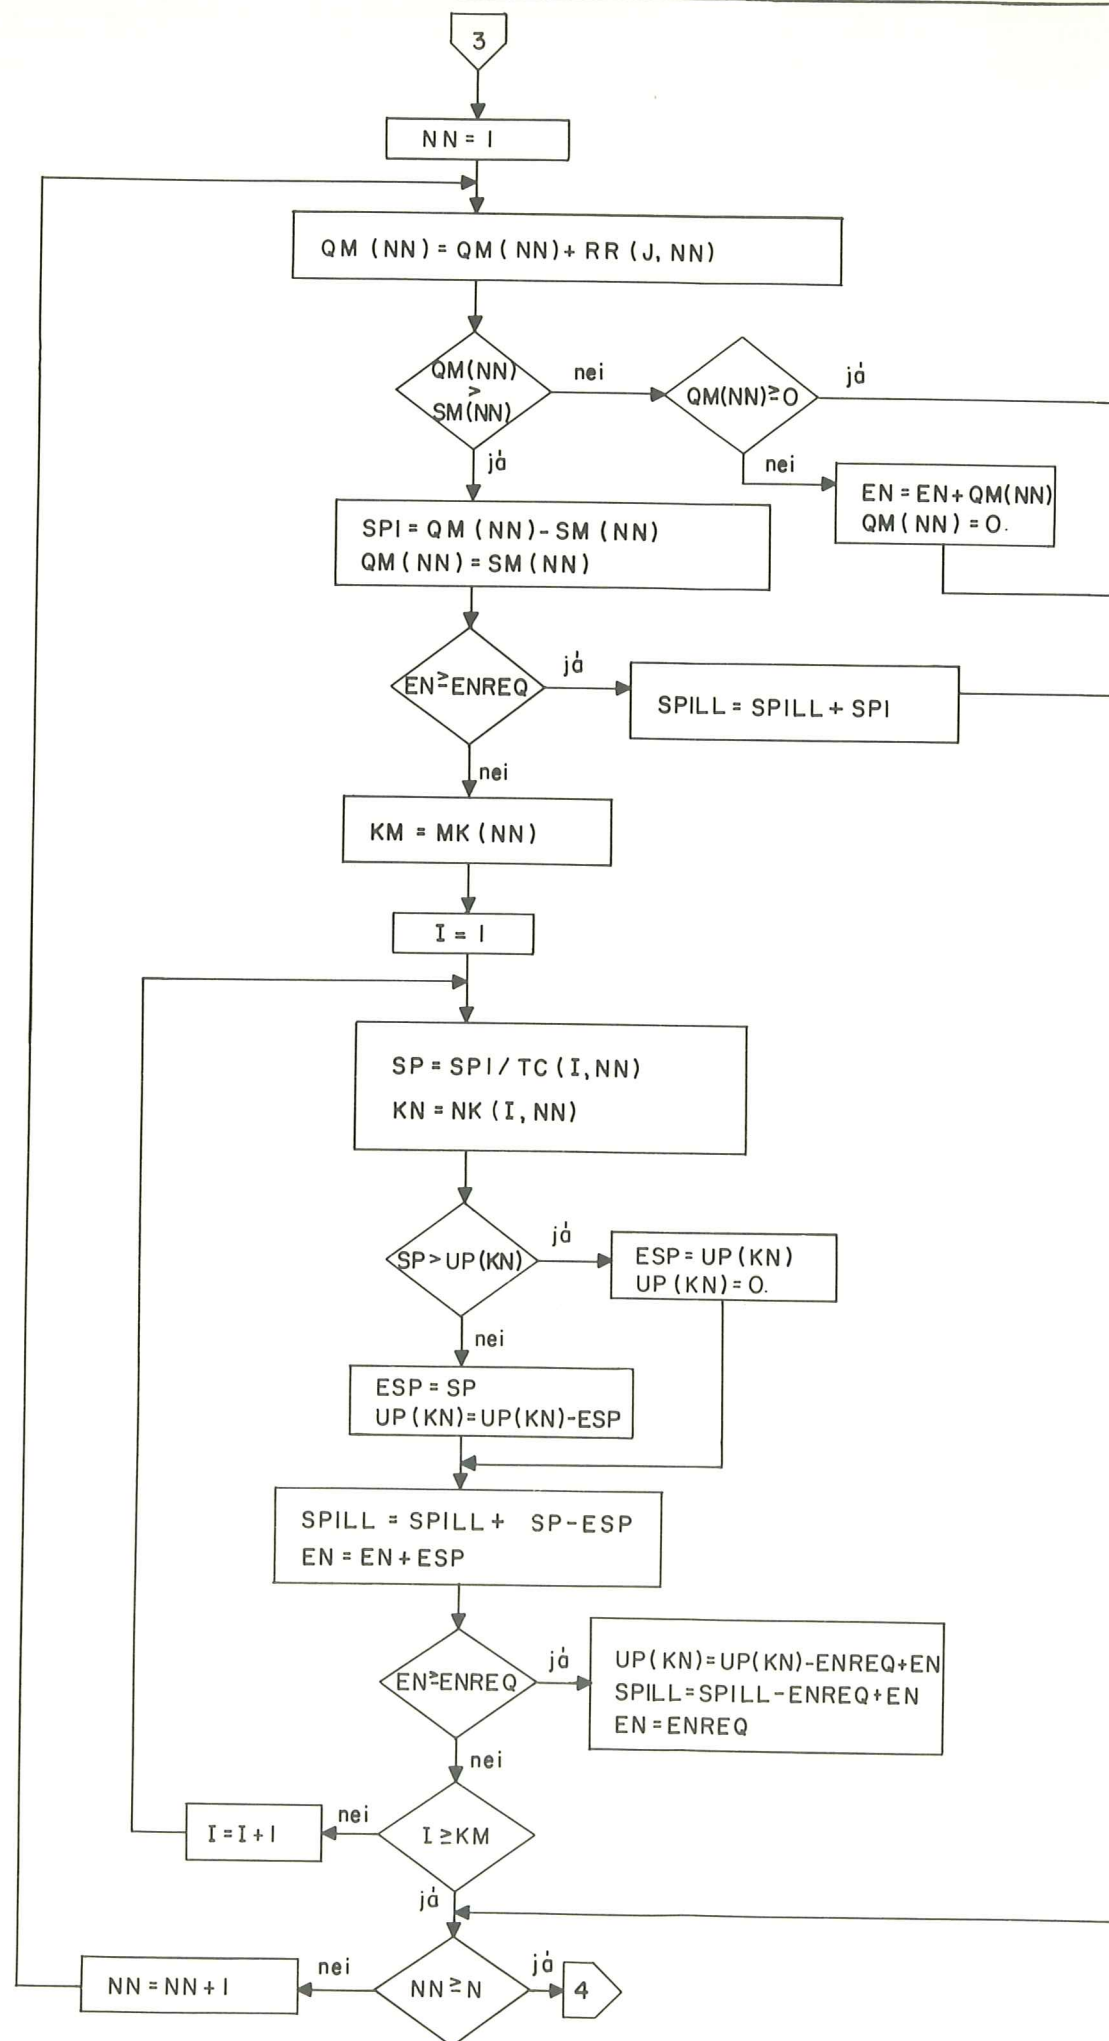 3
NN = 1
QM (NN) = QM (NN) + RR (J, NN)
QM(NN)
>
SM(NN)
nei
QM(NN) ≥ 0
já
já
nei
EN = EN + QM(NN)
QM (NN) = 0.
SPI = QM (NN) - SM (NN)
QM (NN) = SM (NN)
EN ≥ ENREQ
já
SPILL = SPILL + SPI
nei
KM = MK (NN)
I = 1
SP = SPI / TC (I, NN)
KN = NK (I, NN)
SP > UP(KN)
já
ESP = UP (KN)
UP (KN) = 0.
nei
ESP = SP
UP (KN) = UP(KN) - ESP
SPILL = SPILL + SP - ESP
EN = EN + ESP
EN ≥ ENREQ
já
UP(KN) = UP(KN) - ENREQ + EN
SPILL = SPILL - ENREQ + EN
EN = ENREQ
nei
I = I + 1
nei
I ≥ KM
já
NN = NN + 1
nei
NN ≥ N
já
4